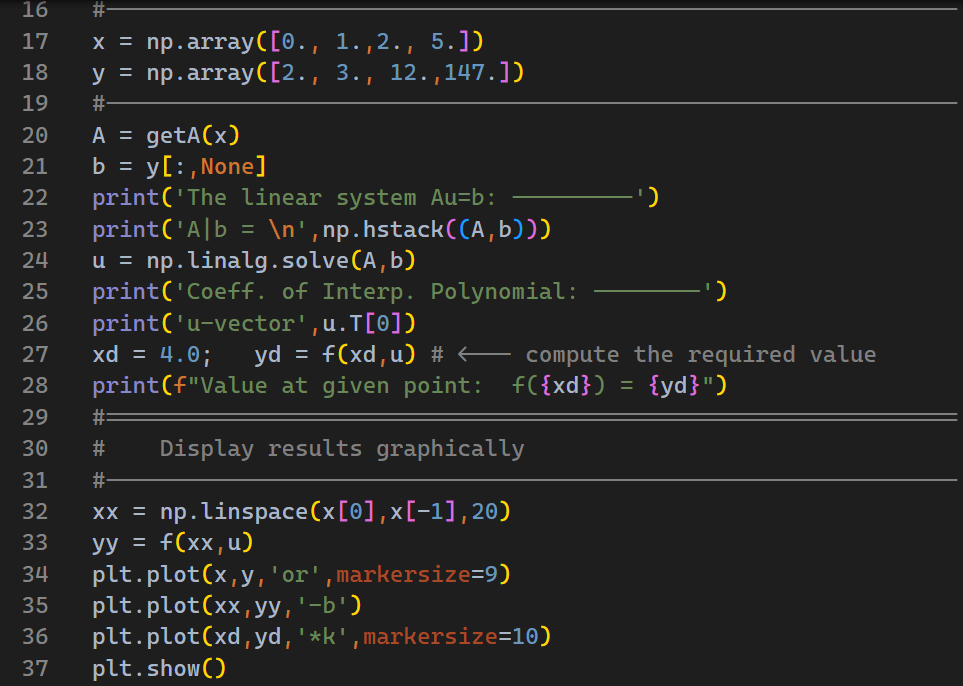 16 #────────────────────────────────────────
17 x = np.array([0., 1.,2., 5.])
18 y = np.array([2., 3., 12.,147.])
19 #────────────────────────────────────────
20 A = getA(x)
21 b = y[:,None]
22 print('The linear system Au=b: ─────────')
23 print('A|b = \n',np.hstack((A,b)))
24 u = np.linalg.solve(A,b)
25 print('Coeff. of Interp. Polynomial: ────────')
26 print('u-vector',u.T[0])
27 xd = 4.0;   yd = f(xd,u) # <─── compute the required value
28 print(f"Value at given point:  f({xd}) = {yd}")
29 #════════════════════════════════════════
30 #    Display results graphically
31 #────────────────────────────────────────
32 xx = np.linspace(x[0],x[-1],20)
33 yy = f(xx,u)
34 plt.plot(x,y,'or',markersize=9)
35 plt.plot(xx,yy,'-b')
36 plt.plot(xd,yd,'*k',markersize=10)
37 plt.show()